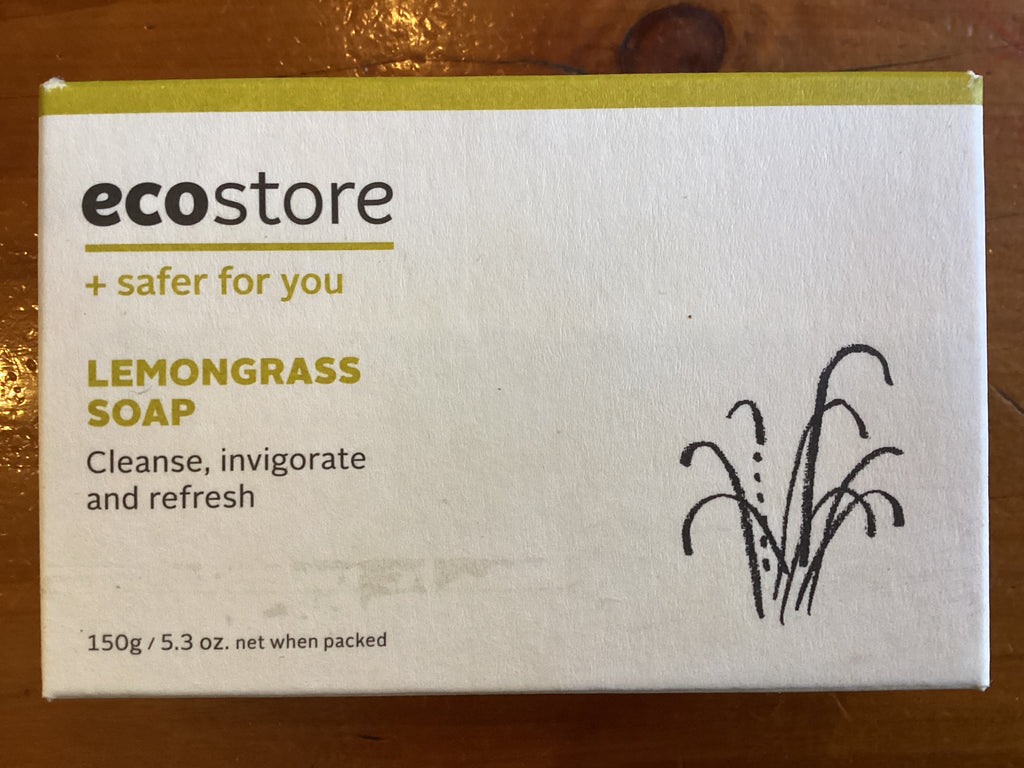 ecostore
+ safer for you
LEMONGRASS
SOAP
Cleanse, invigorate
and refresh
150g / 5.3 oz. net when packed